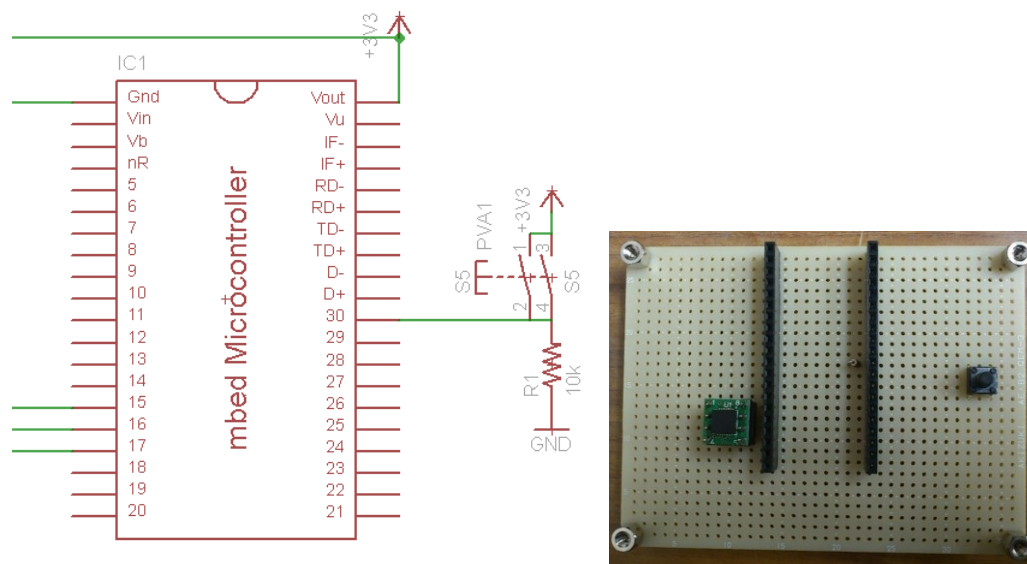 +3V3
IC1
Gnd Vout
Vin Vu
Vb IF-
nR IF+
5 RD-
6 RD+
7 TD-
8 TD+
9 D-
10 D+
11 30
12 29
13 28
14 27
15 26
16 25
17 24
18 23
19 22
20 21
mbed Microcontroller
S5
PVA1
+3V3
1 3
2 4
S5
R1
10k
GND